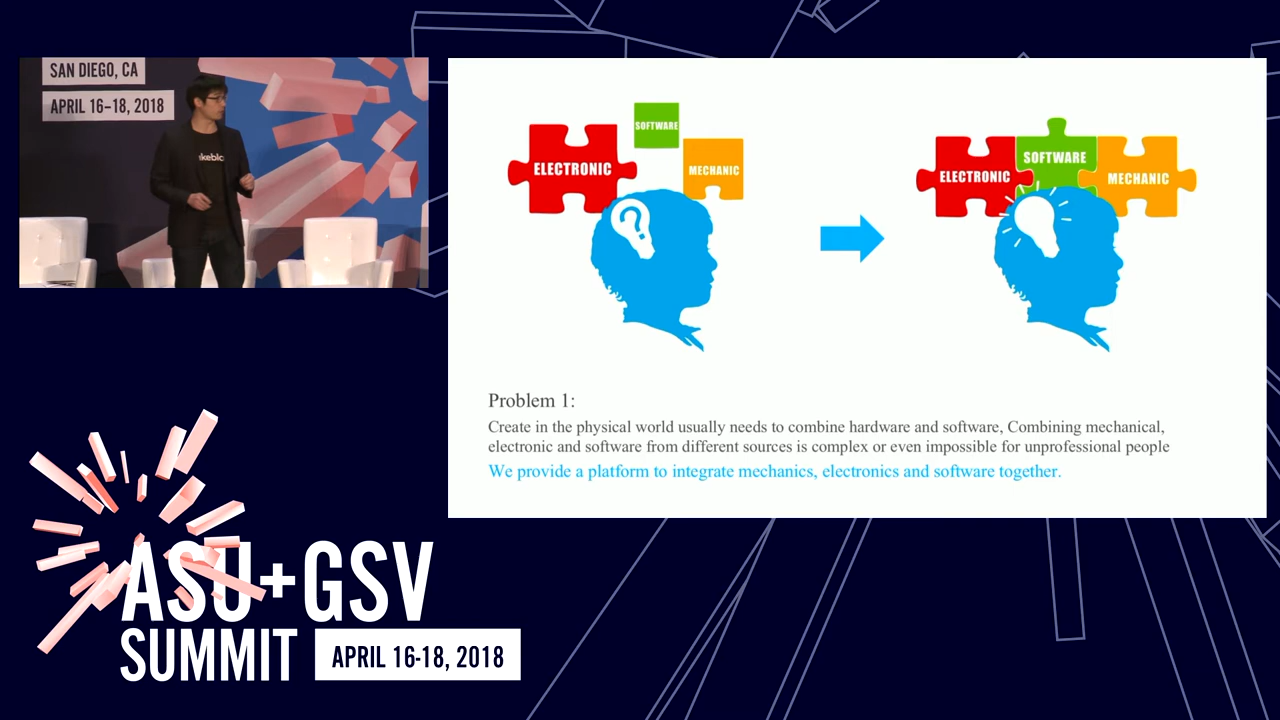 SAN DIEGO, CA
APRIL 16-18, 2018
SOFTWARE
ELECTRONIC
MECHANIC
?
SOFTWARE
ELECTRONIC
MECHANIC
Problem 1:
Create in the physical world usually needs to combine hardware and software, Combining mechanical,
electronic and software from different sources is complex or even impossible for unprofessional people
We provide a platform to integrate mechanics, electronics and software together.
ASU+GSV
SUMMIT
APRIL 16-18, 2018